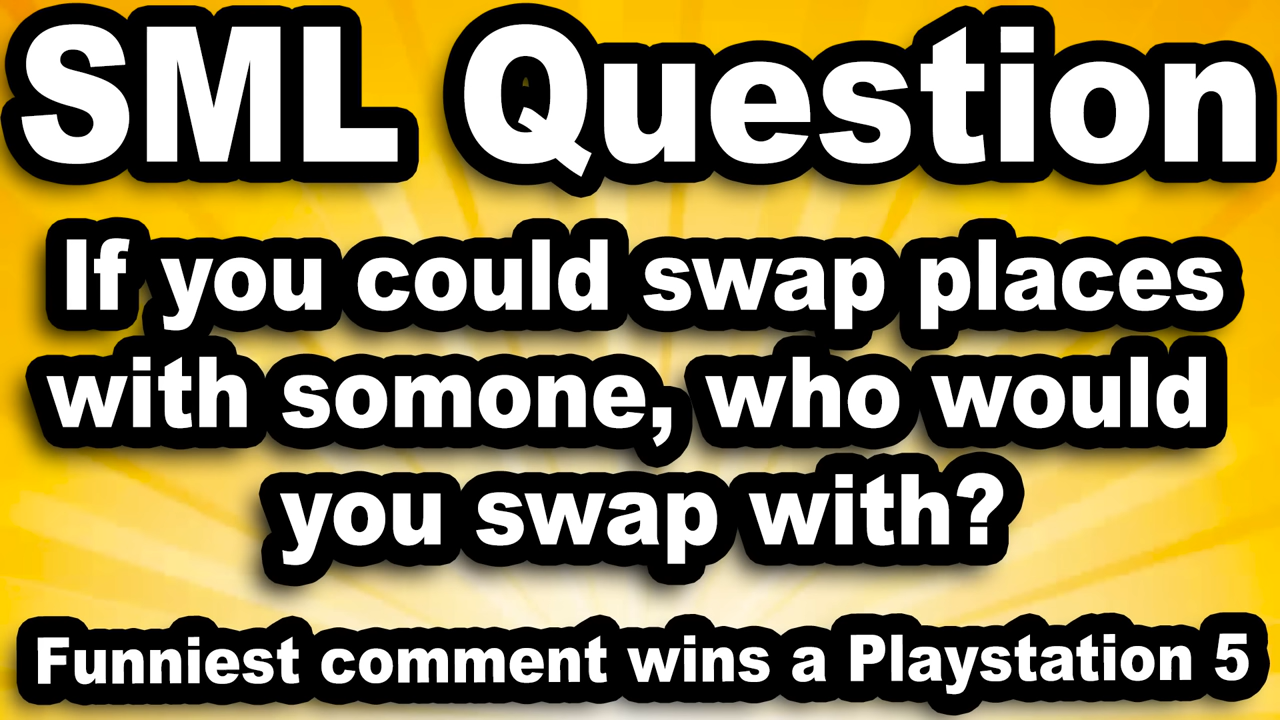 SML Question
If you could swap places
with somone, who would
you swap with?
Funniest comment wins a Playstation 5